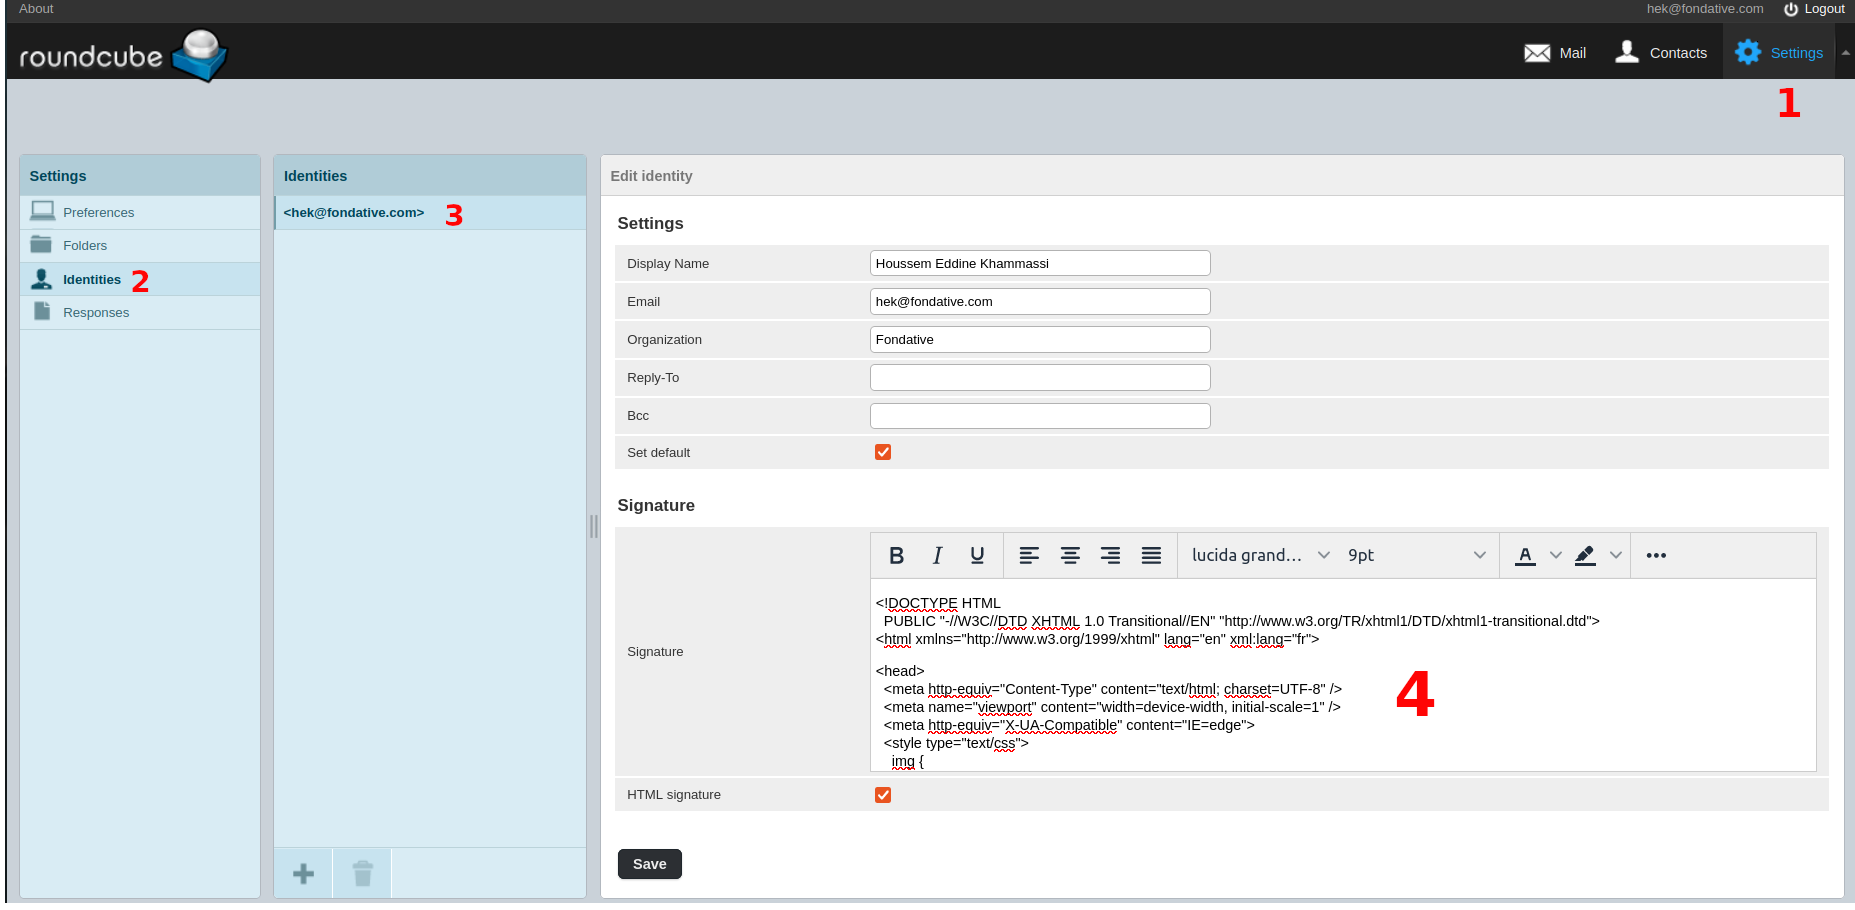 About
hek@fondative.com Logout
roundcube
Mail Contacts Settings
1
Settings
Preferences
Folders
Identities 2
Responses
Identities
<hek@fondative.com> 3
Edit identity
Settings
Display Name Houssem Eddine Khammassi
Email hek@fondative.com
Organization Fondative
Reply-To
Bcc
Set default
Signature
B I U lucida grand... 9pt A
Signature
<!DOCTYPE HTML
PUBLIC "-//W3C//DTD XHTML 1.0 Transitional//EN" "http://www.w3.org/TR/xhtml1/DTD/xhtml1-transitional.dtd">
<html xmlns="http://www.w3.org/1999/xhtml" lang="en" xml:lang="fr">
<head>
<meta http-equiv="Content-Type" content="text/html; charset=UTF-8" />
<meta name="viewport" content="width=device-width, initial-scale=1" />
<meta http-equiv="X-UA-Compatible" content="IE=edge">
<style type="text/css">
img {
4
HTML signature
Save